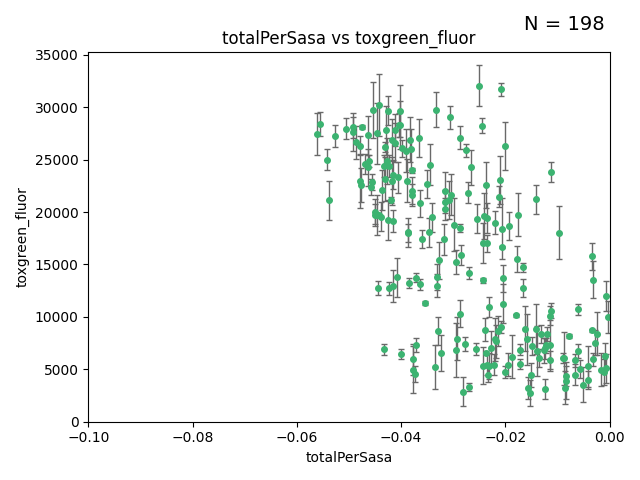 N = 198
totalPerSasa vs toxgreen_fluor
toxgreen_fluor
35000
30000
25000
20000
15000
10000
5000
0
−0.10 −0.08 −0.06 −0.04 −0.02 0.00
totalPerSasa